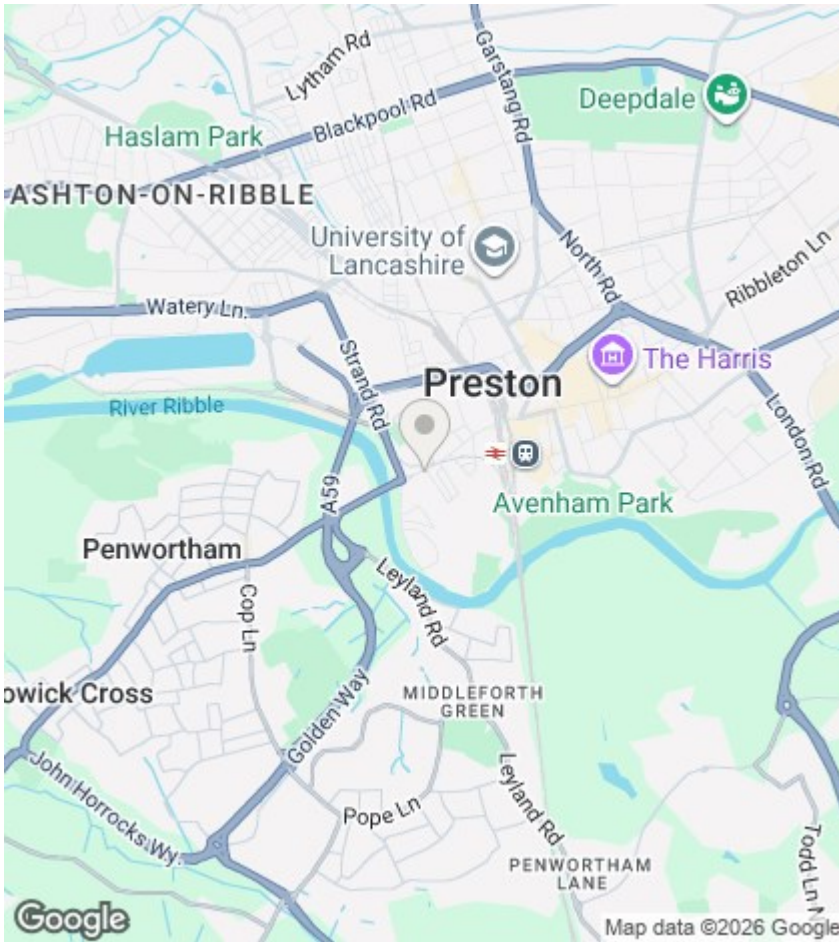 Lytham Rd
Garstang Rd
Deepdale
Haslam Park
Blackpool Rd
ASHTON-ON-RIBBLE
University of
Lancashire
North Rd
Ribbleton Ln
Watery Ln.
Strand Rd
The Harris
Preston
River Ribble
London Rd
A59
Avenham Park
Penwortham
Leyland Rd
Cop Ln
owick Cross
MIDDLEFORTH
GREEN
Golden Way
John Horrocks Wy.
Leyland Rd
Pope Ln
PENWORTHAM
LANE
Todd Ln N
Google
Map data ©2026 Google